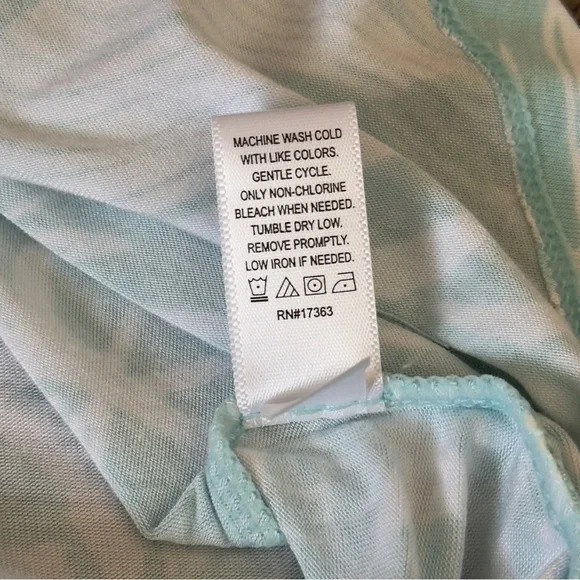 MACHINE WASH COLD
WITH LIKE COLORS.
GENTLE CYCLE.
ONLY NON-CHLORINE
BLEACH WHEN NEEDED.
TUMBLE DRY LOW.
REMOVE PROMPTLY.
LOW IRON IF NEEDED.
RN#17363